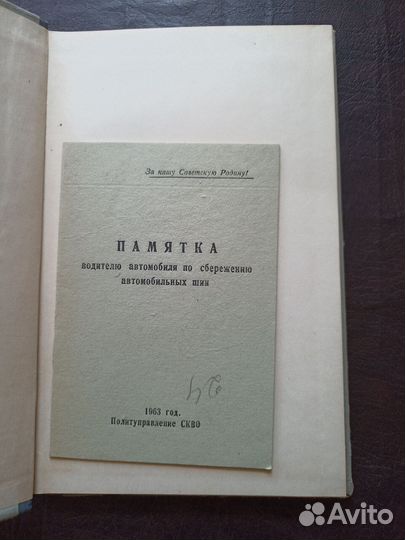 За нашу Советскую Родину!
ПАМЯТКА
водителю автомобиля по сбережению
автомобильных шин
1963 год.
Политуправление СКВО
Avito